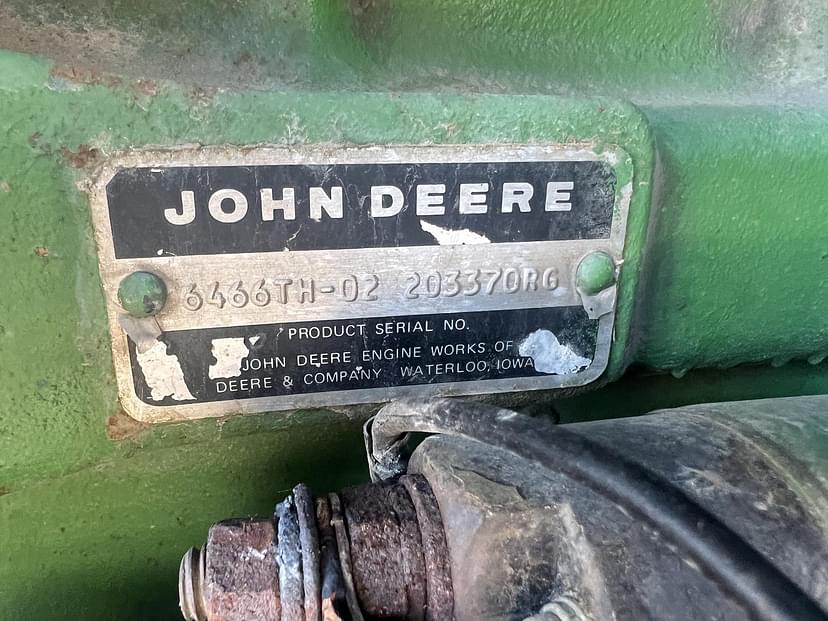 JOHN DEERE
6466TH-02 203370RG
PRODUCT SERIAL NO.
JOHN DEERE ENGINE WORKS OF
DEERE & COMPANY WATERLOO, IOWA